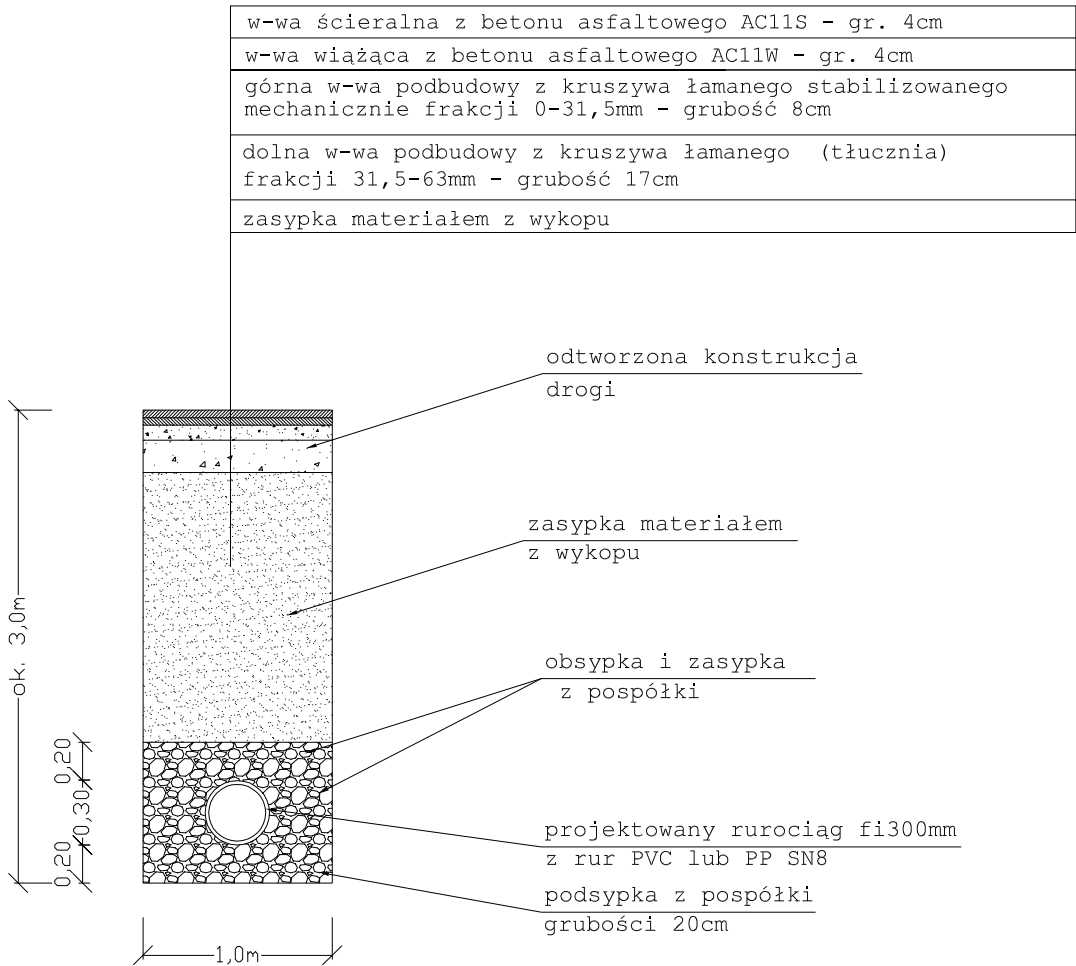 w-wa ścieralna z betonu asfaltowego AC11S - gr. 4cm
w-wa wiążąca z betonu asfaltowego AC11W - gr. 4cm
górna w-wa podbudowy z kruszywa łamanego stabilizowanego
mechanicznie frakcji 0-31,5mm - grubość 8cm
dolna w-wa podbudowy z kruszywa łamanego (tłucznia)
frakcji 31,5-63mm - grubość 17cm
zasypka materiałem z wykopu
odtworzona konstrukcja
drogi
zasypka materiałem
z wykopu
ok. 3,0m
obsypka i zasypka
z pospółki
0,20
0,30
0,20
projektowany rurociąg fi300mm
z rur PVC lub PP SN8
podsypka z pospółki
grubości 20cm
1,0m